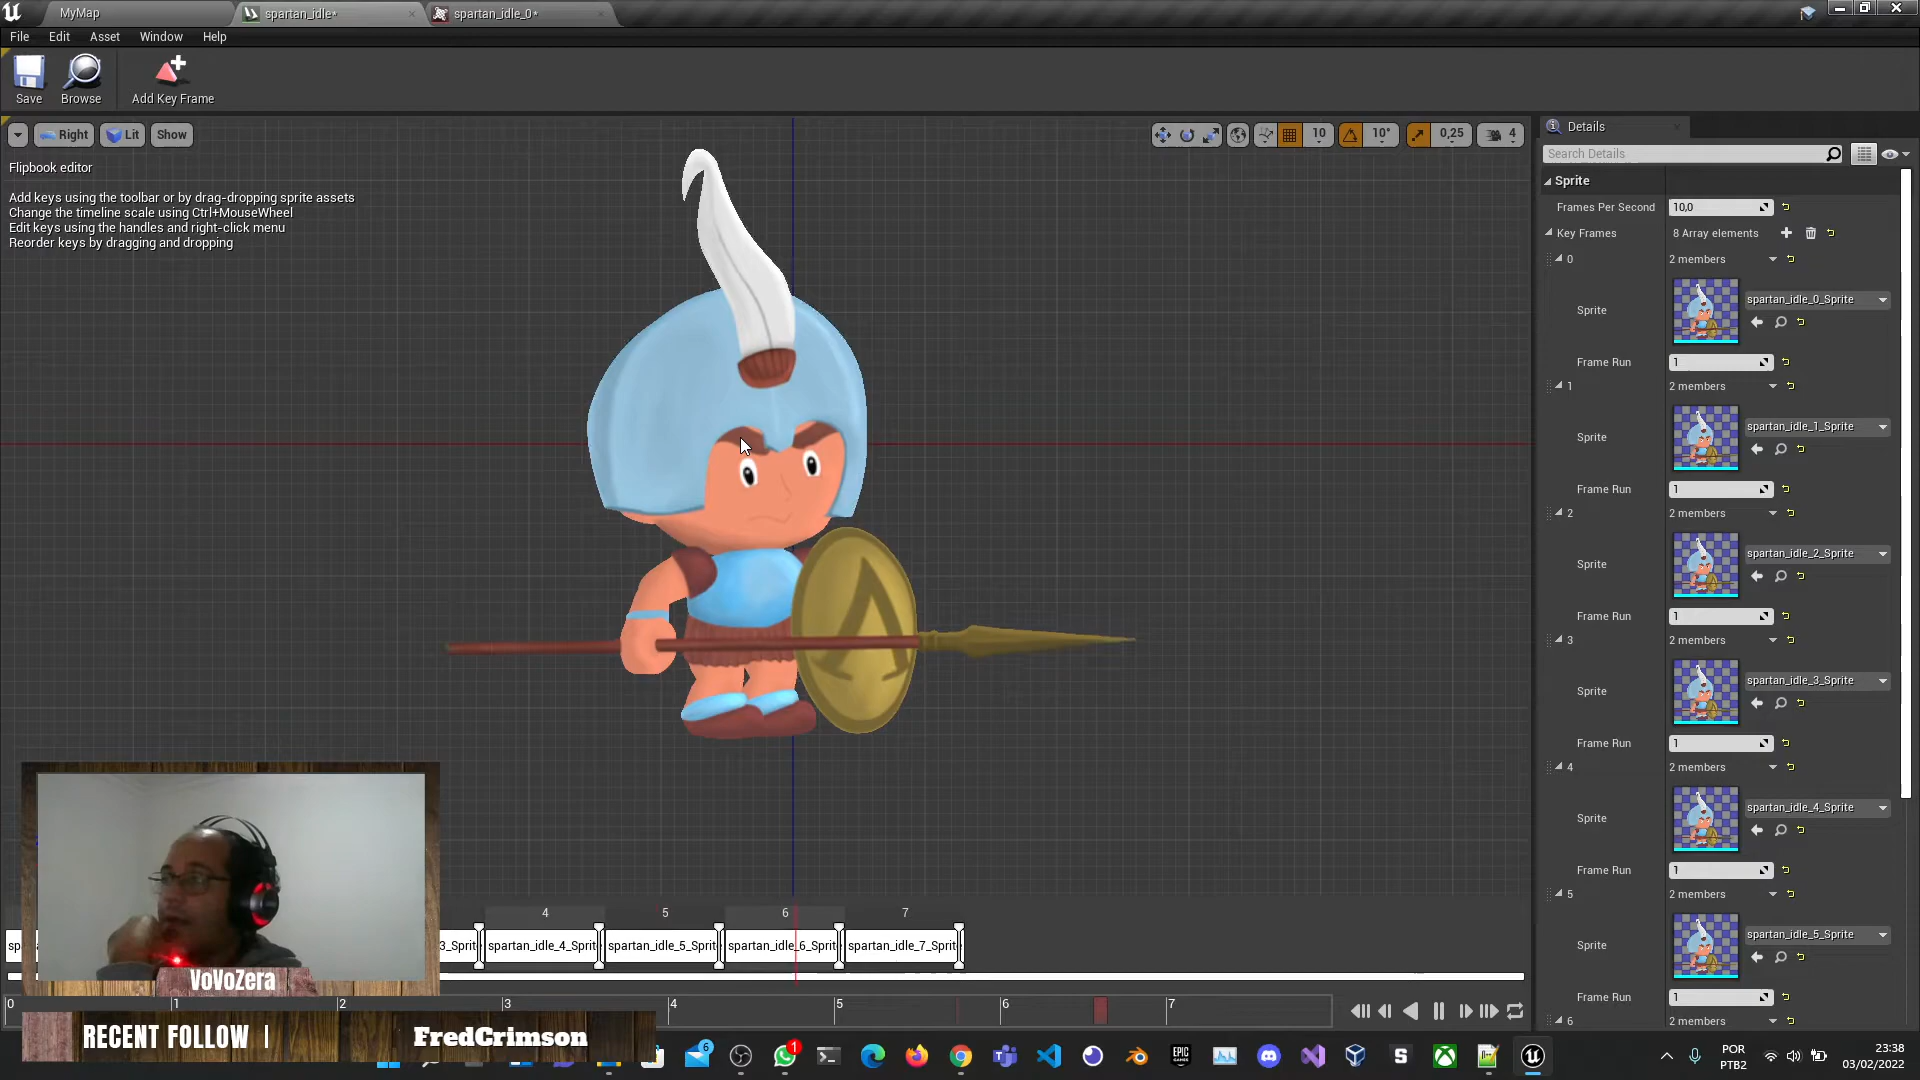 MyMap
spartan_idle*
spartan_idle_0*
File Edit Asset Window Help
Save
Browse
Add Key Frame
Right
Lit
Show
10
10°
0,25
4
Flipbook editor
Add keys using the toolbar or by drag-dropping sprite assets
Change the timeline scale using Ctrl+MouseWheel
Edit keys using the handles and right-click menu
Reorder keys by dragging and dropping
Details
Search Details
Sprite
Frames Per Second 10,0
Key Frames 8 Array elements
0 2 members
Sprite spartan_idle_0_Sprite
Frame Run 1
1 2 members
Sprite spartan_idle_1_Sprite
Frame Run 1
2 2 members
Sprite spartan_idle_2_Sprite
Frame Run 1
3 2 members
Sprite spartan_idle_3_Sprite
Frame Run 1
4 2 members
Sprite spartan_idle_4_Sprite
Frame Run 1
5 2 members
Sprite spartan_idle_5_Sprite
Frame Run 1
6 2 members
4 5 6 7
sp 3_Sprit spartan_idle_4_Sprit spartan_idle_5_Sprit spartan_idle_6_Sprit spartan_idle_7_Sprit
VoVoZera
0 1 2 3 4 5 6 7
RECENT FOLLOW | FredCrimson
6
1
EPIC
GAMES
S
POR
PTB2
23:38
03/02/2022